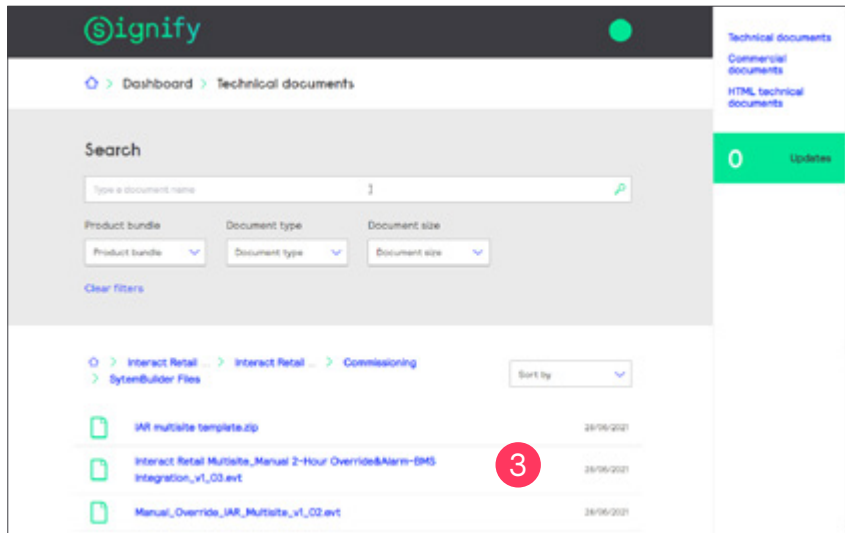 signify
Technical documents
Commercial
documents
HTML technical
documents
0 Updates
> Dashboard > Technical documents
Search
Type a document name
Product bundle Document type Document size
Product bundle Document type Document size
Clear filters
> Interact Retail ... > Interact Retail ... > Commissioning
> SytemBuilder Files
Sort by
IAR multisite template.zip 28/06/2021
Interact Retail Multisite_Manual 2-Hour Override&Alarm-BMS
Integration_v1_03.evt 28/06/2021
3
Manual_Override_IAR_Multisite_v1_02.evt 28/06/2021